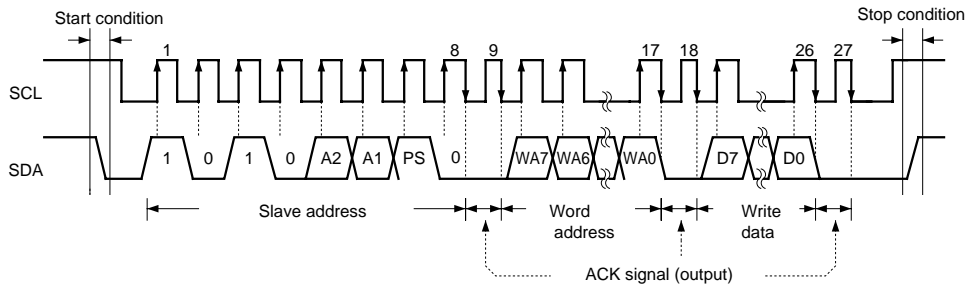 Start condition
Stop condition
1 8 9 17 18 26 27
SCL
SDA
1 0 1 0 A2 A1 PS 0 WA7 WA6 WA0 D7 D0
Slave address
Word
address
Write
data
ACK signal (output)